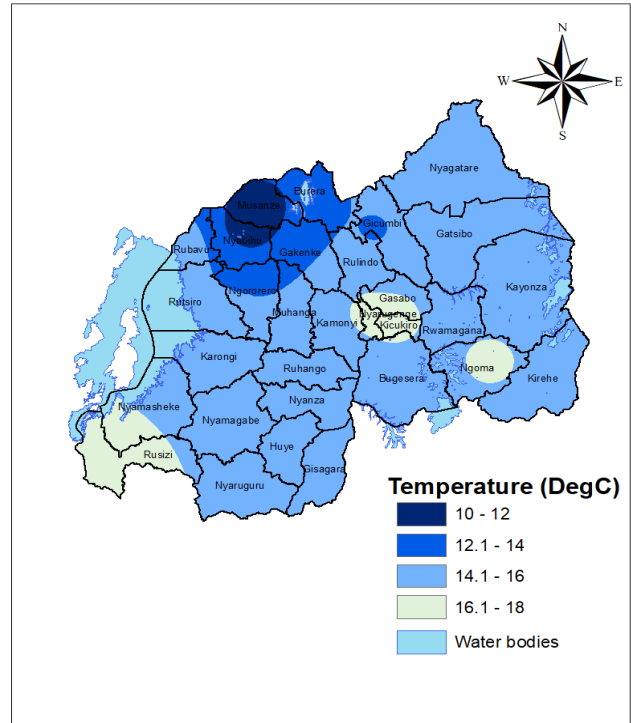 N
W E
S
Nyagatare
Musanze
Burera
Gicumbi
Nyabihu
Gatsibo
Rubavu
Gakenke
Rulindo
Kayonza
Ngororero
Rutsiro
Gasabo
Muhanga
Nyarugenge
Kamonyi
Kicukiro
Rwamagana
Karongi
Ruhango
Ngoma
Bugesera
Kirehe
Nyamasheke
Nyanza
Nyamagabe
Huye
Rusizi
Gisagara
Nyaruguru
Temperature (DegC)
10 - 12
12.1 - 14
14.1 - 16
16.1 - 18
Water bodies